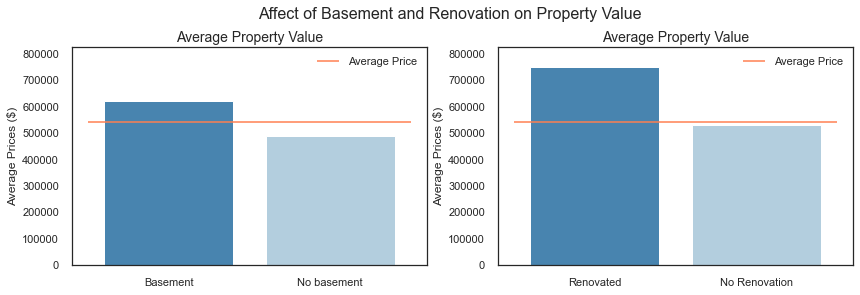 Affect of Basement and Renovation on Property Value
Average Property Value
Average Prices ($)
800000
700000
600000
500000
400000
300000
200000
100000
0
Average Price
Basement
No basement
Average Property Value
Average Prices ($)
800000
700000
600000
500000
400000
300000
200000
100000
0
Average Price
Renovated
No Renovation